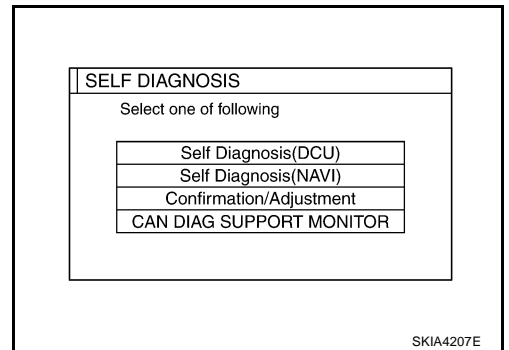 SELF DIAGNOSIS
Select one of following
Self Diagnosis(DCU)
Self Diagnosis(NAVI)
Confirmation/Adjustment
CAN DIAG SUPPORT MONITOR
SKIA4207E